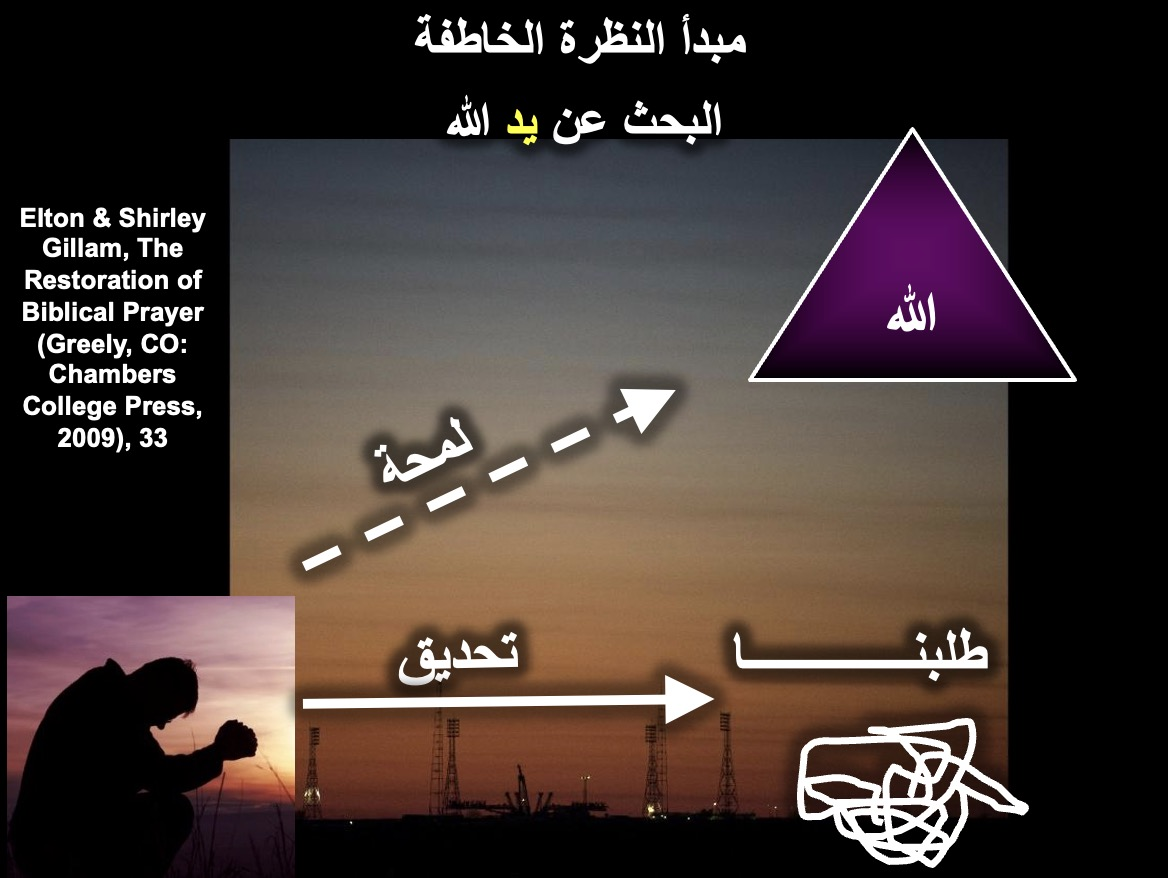 مبدأ النظرة الخاطفة
البحث عن يد الله
Elton & Shirley
Gillam, The
Restoration of
Biblical Prayer
(Greely, CO:
Chambers
College Press,
2009), 33
الله
لمحة
تحديق
طلبنـــــــــــا